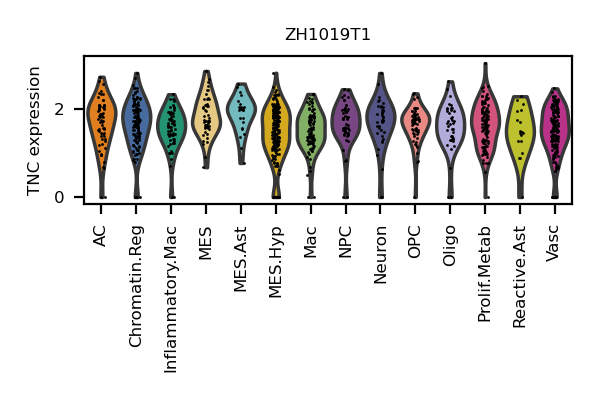 ZH1019T1
TNC expression
2
0
AC
Chromatin.Reg
Inflammatory.Mac
MES
MES.Ast
MES.Hyp
Mac
NPC
Neuron
OPC
Oligo
Prolif.Metab
Reactive.Ast
Vasc